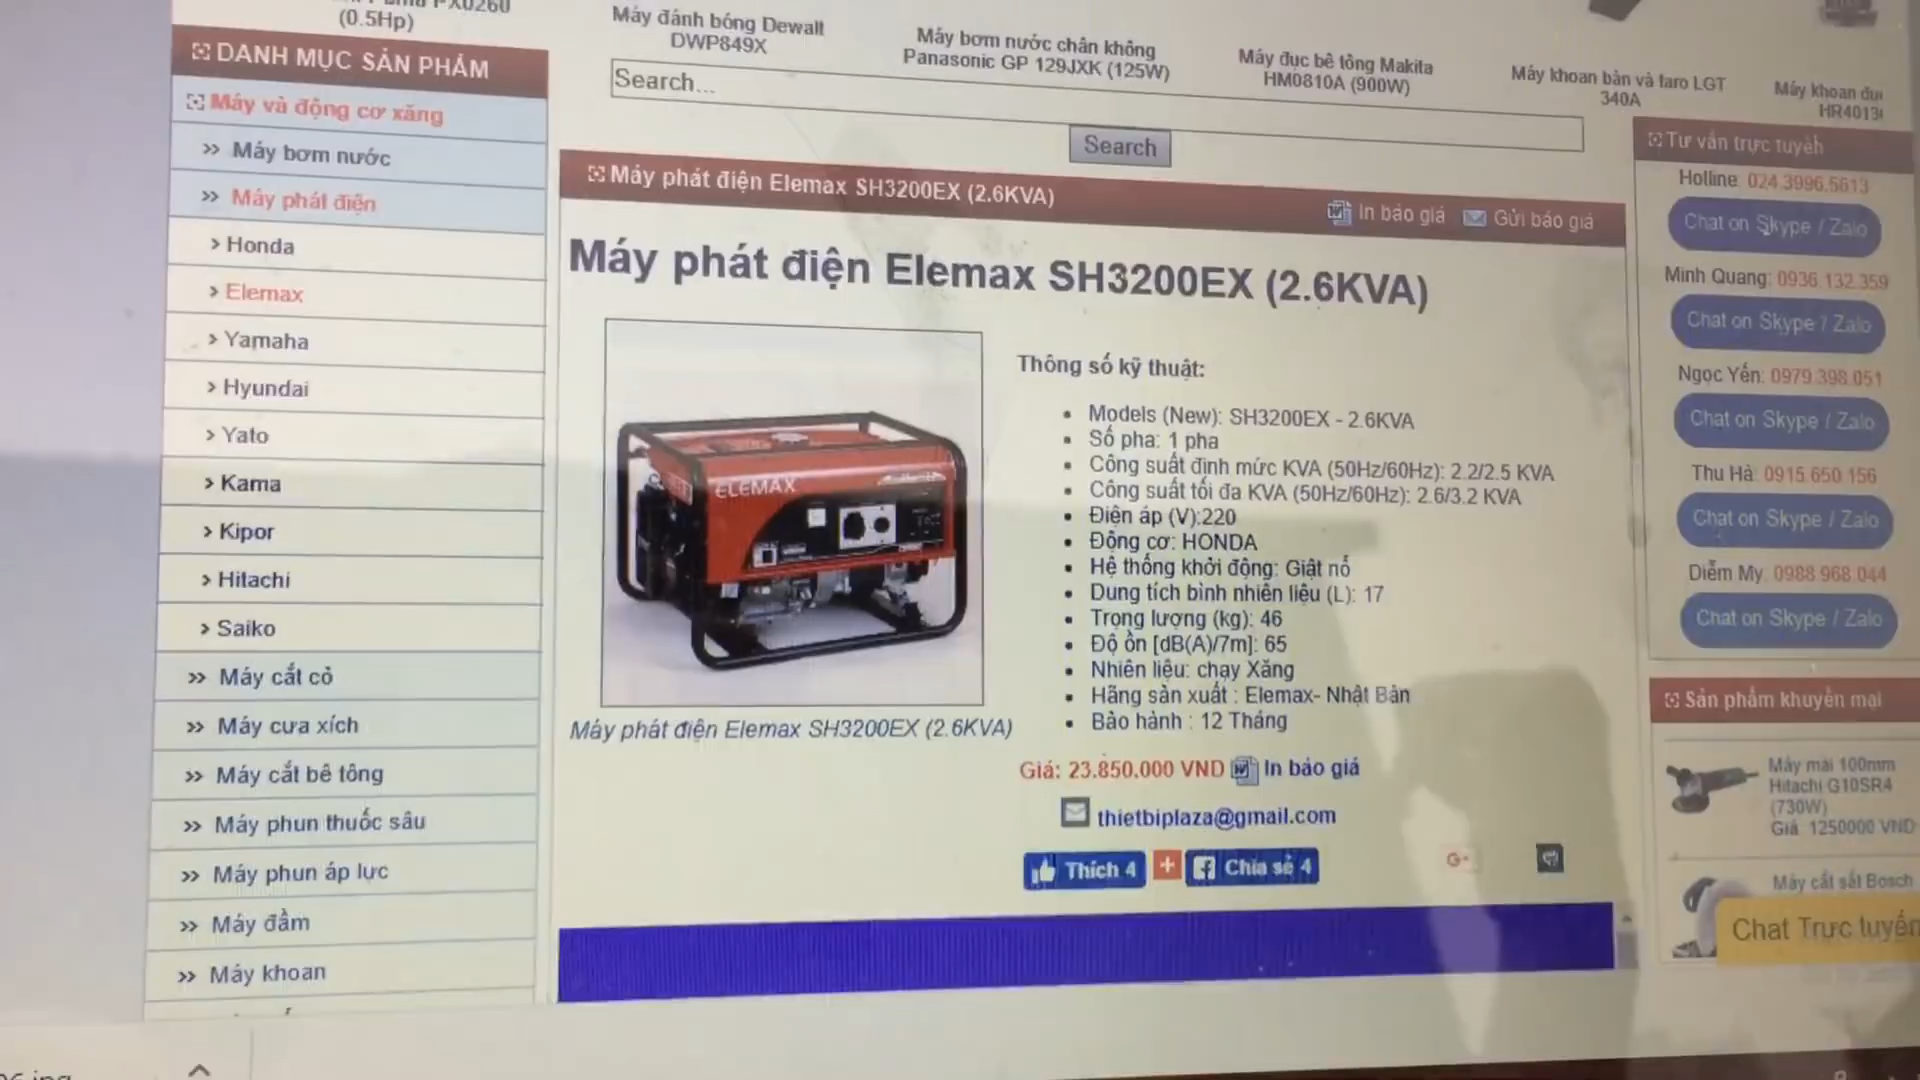 (0.5Hp)
Máy đánh bóng Dewalt
DWP849X
Máy bơm nước chân không
Panasonic GP 129JXK (125W)
Máy đục bê tông Makita
HM0810A (900W)
Máy khoan bàn và taro LGT
340A
Máy khoan
DANH MỤC SẢN PHẨM
Máy và động cơ xăng
Máy bơm nước
Máy phát điện
Honda
Elemax
Yamaha
Hyundai
Yato
Kama
Kipor
Hitachi
Saiko
Máy cắt cỏ
Máy cưa xích
Máy cắt bê tông
Máy phun thuốc sâu
Máy phun áp lực
Máy đầm
Máy khoan
Search...
Search
Máy phát điện Elemax SH3200EX (2.6KVA)
In báo giá
Gửi báo giá
Máy phát điện Elemax SH3200EX (2.6KVA)
ELEMAX
Máy phát điện Elemax SH3200EX (2.6KVA)
Thông số kỹ thuật:
Models (New): SH3200EX - 2.6KVA
Số pha: 1 pha
Công suất định mức KVA (50Hz/60Hz): 2.2/2.5 KVA
Công suất tối đa KVA (50Hz/60Hz): 2.6/3.2 KVA
Điện áp (V):220
Động cơ: HONDA
Hệ thống khởi động: Giật nổ
Dung tích bình nhiên liệu (L): 17
Trọng lượng (kg): 46
Độ ồn [dB(A)/7m]: 65
Nhiên liệu: chạy Xăng
Hãng sản xuất : Elemax- Nhật Bản
Bảo hành : 12 Tháng
Giá: 23.850.000 VND In báo giá
thietbiplaza@gmail.com
Thích 4
Chia sẻ 4
G+
Tư vấn trực tuyến
Hotline: 024.3996.5613
Chat on Skype / Zalo
Minh Quang: 0936.132.359
Chat on Skype / Zalo
Ngọc Yến: 0979.398.051
Chat on Skype / Zalo
Thu Hà: 0915.650.156
Chat on Skype / Zalo
Diễm My: 0988.968.044
Chat on Skype / Zalo
Sản phẩm khuyến mại
Máy mài 100mm
Hitachi G10SR4
(730W)
Giá 1250000 VND
Máy cắt sắt Bosch
Chat Trực tuyến